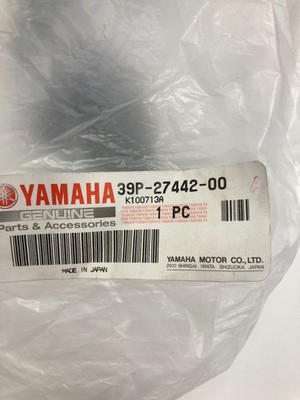 YAMAHA 39P-27442-00
K100713A
GENUINE 1 PC
Parts & Accessories
MADE IN JAPAN
YAMAHA MOTOR CO.,LTD.
2500 SHINGAI IWATA SHIZUOKA JAPAN